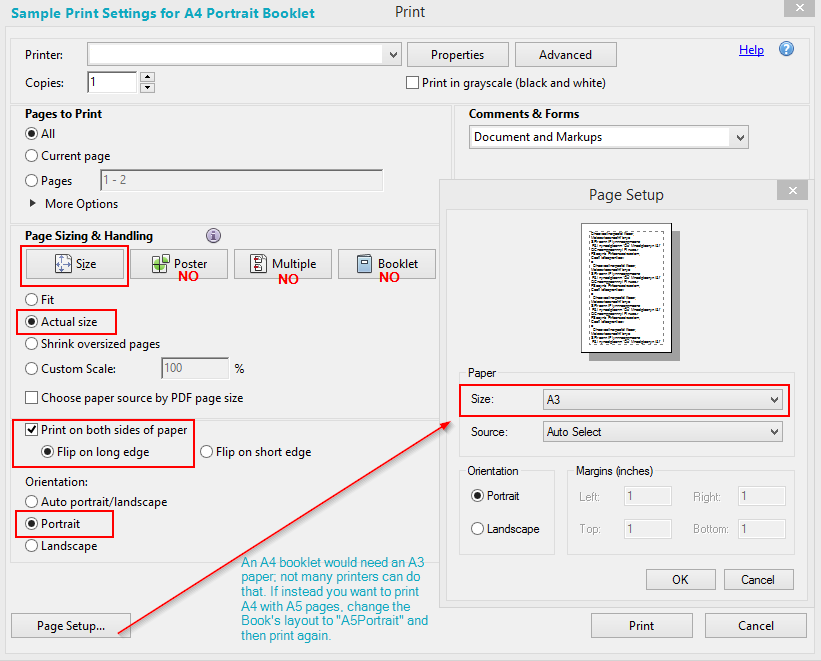 Sample Print Settings for A4 Portrait Booklet
Print
Printer:
Properties
Advanced
Help
Copies:
1
Print in grayscale (black and white)
Pages to Print
All
Current page
Pages
1 - 2
More Options
Comments & Forms
Document and Markups
Page Sizing & Handling
Size
Poster
NO
Multiple
NO
Booklet
NO
Fit
Actual size
Shrink oversized pages
Custom Scale:
100
%
Choose paper source by PDF page size
Print on both sides of paper
Flip on long edge
Flip on short edge
Orientation:
Auto portrait/landscape
Portrait
Landscape
An A4 booklet would need an A3
paper; not many printers can do
that. If instead you want to print
A4 with A5 pages, change the
Book's layout to "A5Portrait" and
then print again.
Page Setup...
Print
Cancel
Page Setup
Paper
Size:
A3
Source:
Auto Select
Orientation
Portrait
Landscape
Margins (inches)
Left:
1
Right:
1
Top:
1
Bottom:
1
OK
Cancel